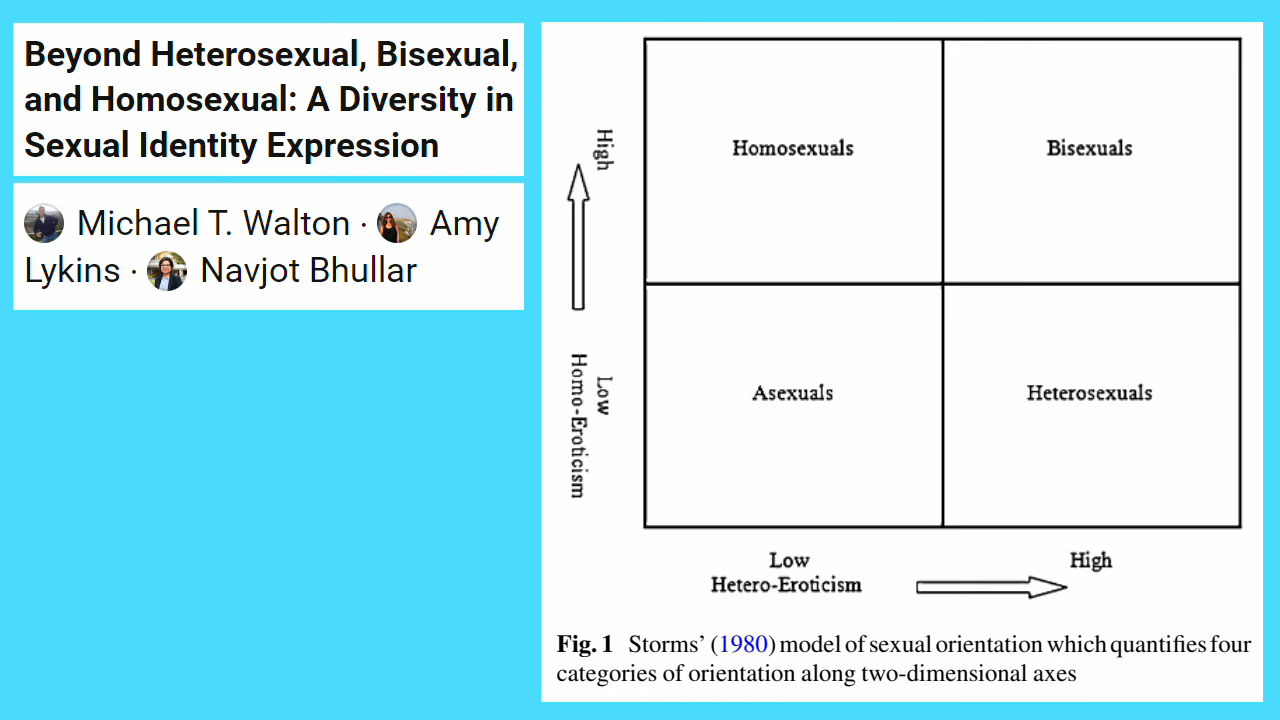 Beyond Heterosexual, Bisexual,
and Homosexual: A Diversity in
Sexual Identity Expression
Michael T. Walton · Amy
Lykins · Navjot Bhullar
High
Low
Homo-Eroticism
Homosexuals
Bisexuals
Asexuals
Heterosexuals
Low
High
Hetero-Eroticism
Fig. 1 Storms’ (1980) model of sexual orientation which quantifies four
categories of orientation along two-dimensional axes